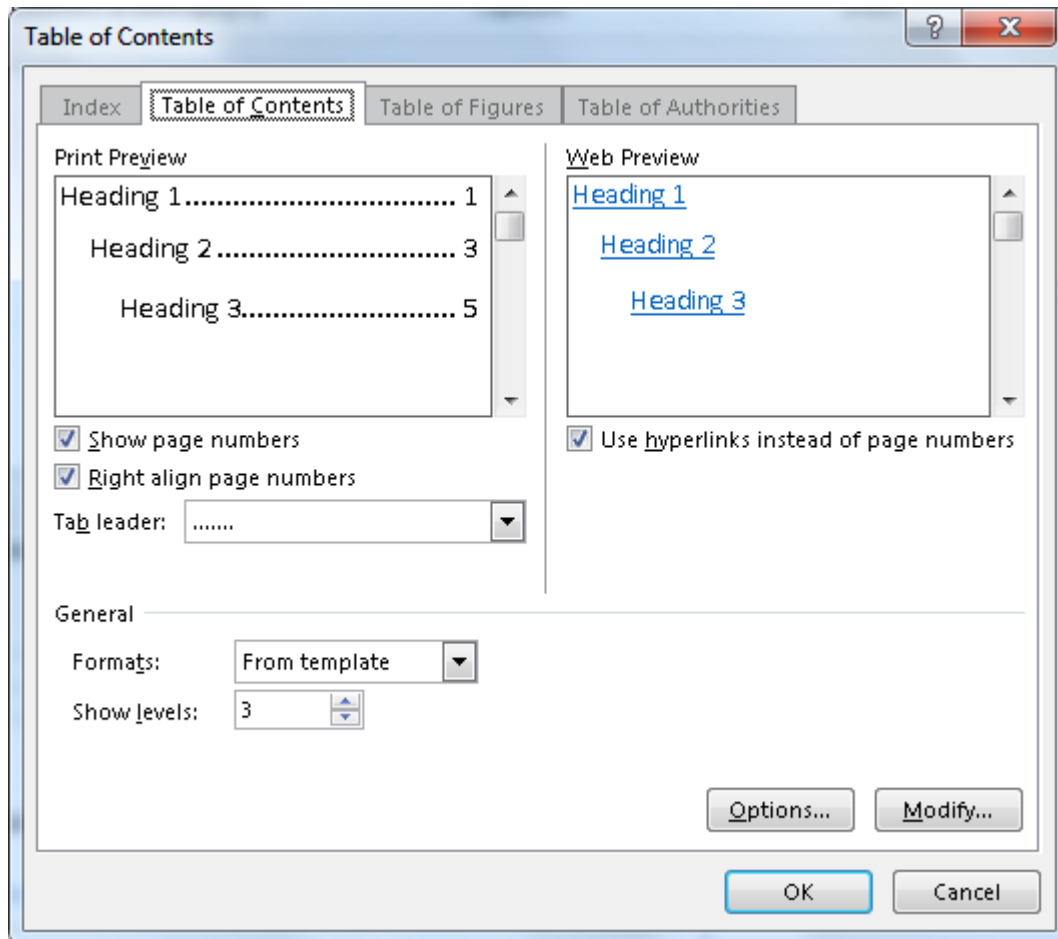 Table of Contents
?
Index Table of Contents Table of Figures Table of Authorities
Print Preview
Heading 1................................... 1
Heading 2 ............................... 3
Heading 3............................ 5
Show page numbers
Right align page numbers
Tab leader: .......
Web Preview
Heading 1
Heading 2
Heading 3
Use hyperlinks instead of page numbers
General
Formats: From template
Show levels: 3
Options... Modify...
OK Cancel